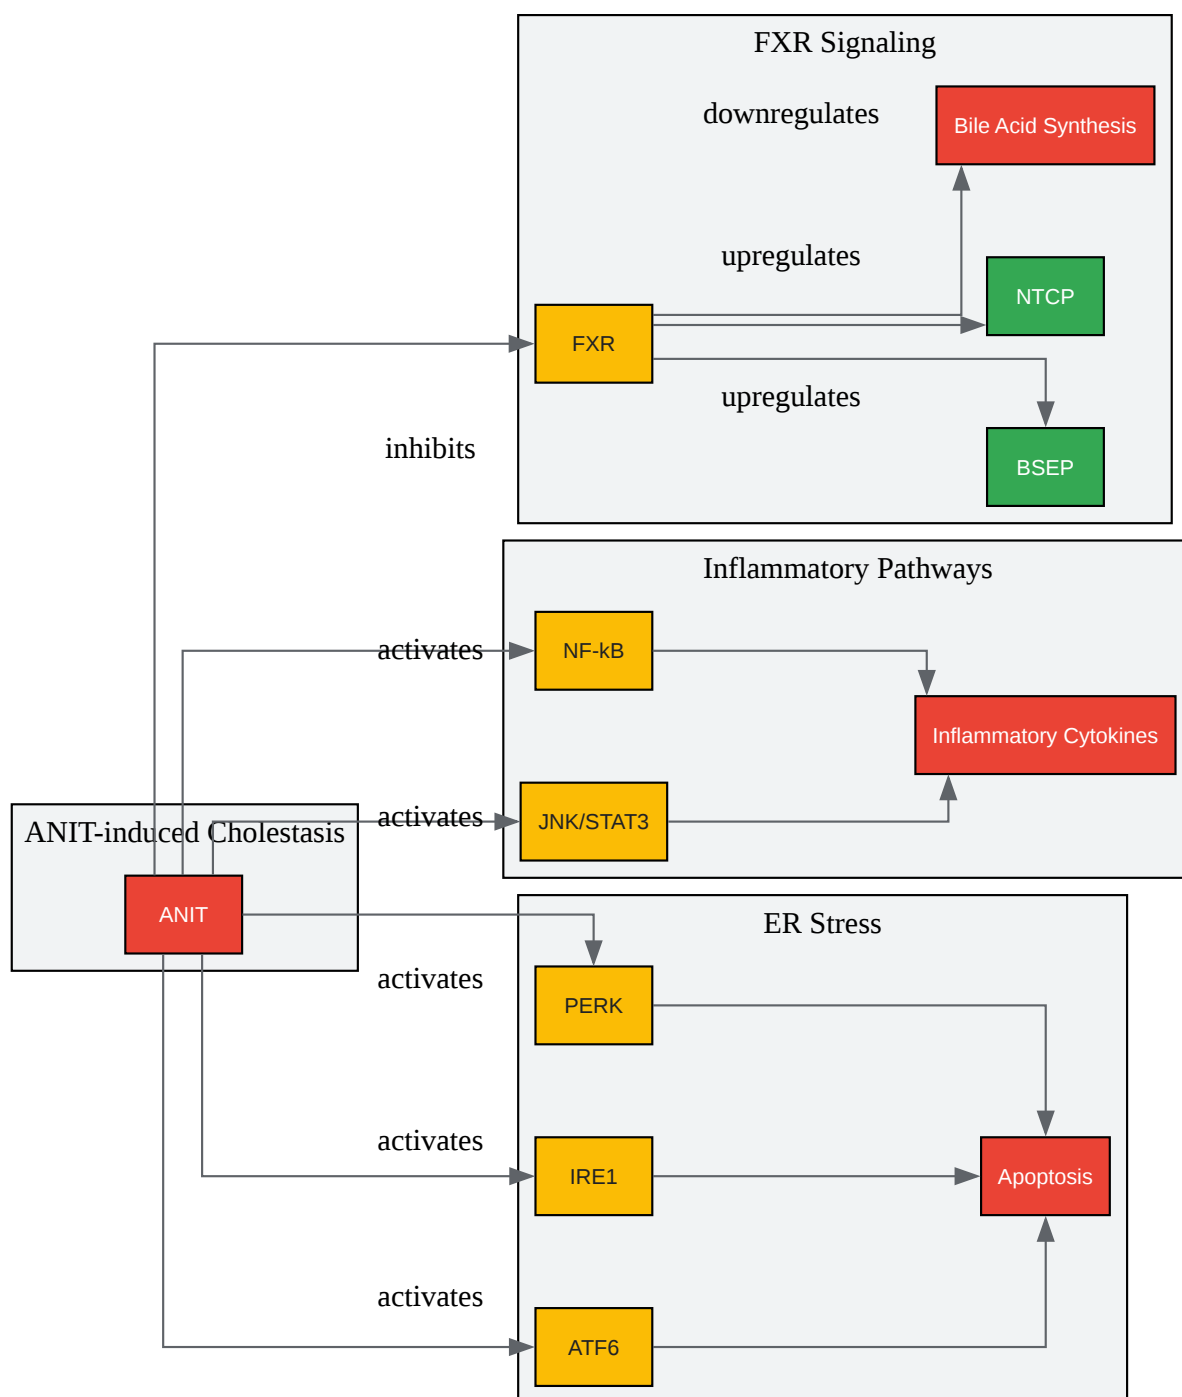 FXR Signaling
downregulates
Bile Acid Synthesis
upregulates
NTCP
FXR
upregulates
inhibits
BSEP
Inflammatory Pathways
activates
NF-kB
Inflammatory Cytokines
activates
JNK/STAT3
ANIT-induced Cholestasis
ANIT
ER Stress
activates
PERK
activates
IRE1
Apoptosis
activates
ATF6